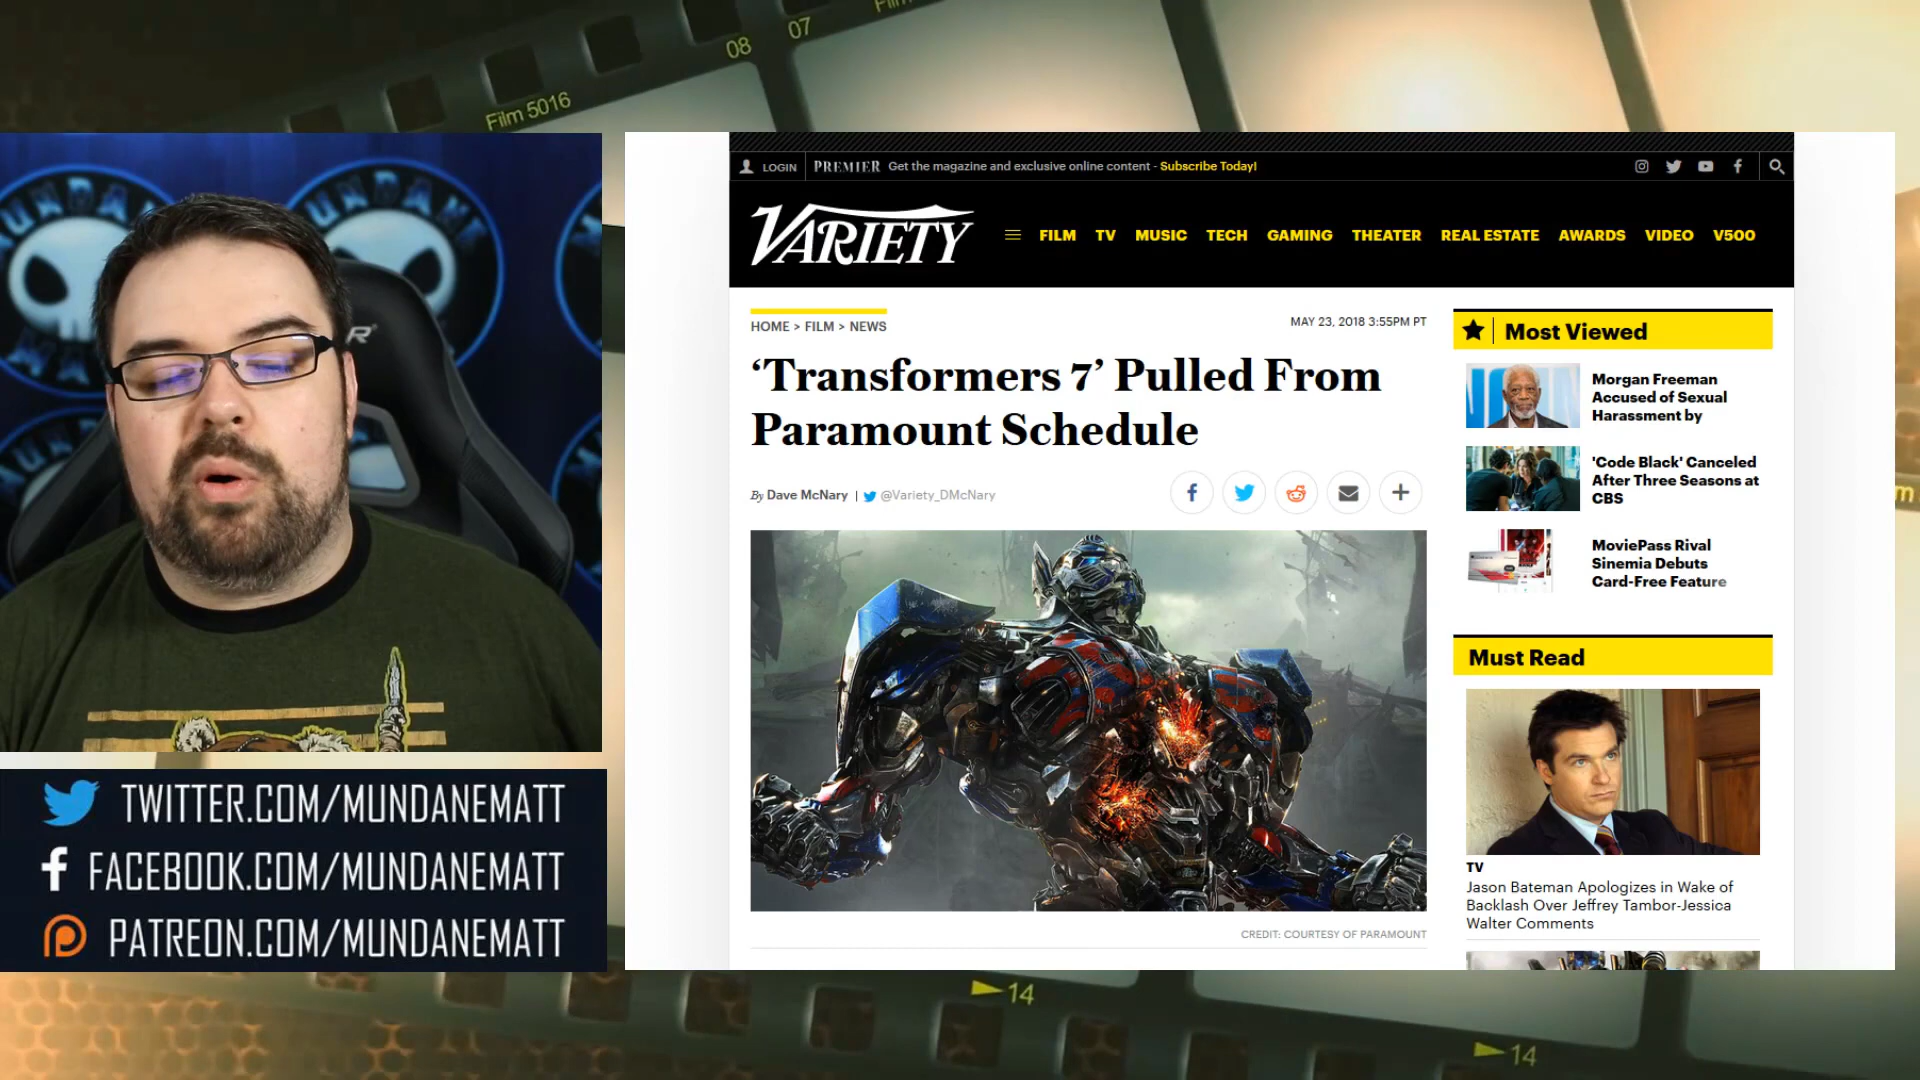 08
07
Film 5016
MUNDANE
MATT
R
TWITTER.COM/MUNDANEMATT
FACEBOOK.COM/MUNDANEMATT
PATREON.COM/MUNDANEMATT
LOGIN
PREMIER Get the magazine and exclusive online content - Subscribe Today!
VARIETY
FILM TV MUSIC TECH GAMING THEATER REAL ESTATE AWARDS VIDEO V500
HOME > FILM > NEWS
MAY 23, 2018 3:55PM PT
‘Transformers 7’ Pulled From
Paramount Schedule
By Dave McNary | @Variety_DMcNary
CREDIT: COURTESY OF PARAMOUNT
Most Viewed
Morgan Freeman
Accused of Sexual
Harassment by
'Code Black' Canceled
After Three Seasons at
CBS
MoviePass Rival
Sinemia Debuts
Card-Free Feature
Must Read
TV
Jason Bateman Apologizes in Wake of
Backlash Over Jeffrey Tambor-Jessica
Walter Comments
14
14